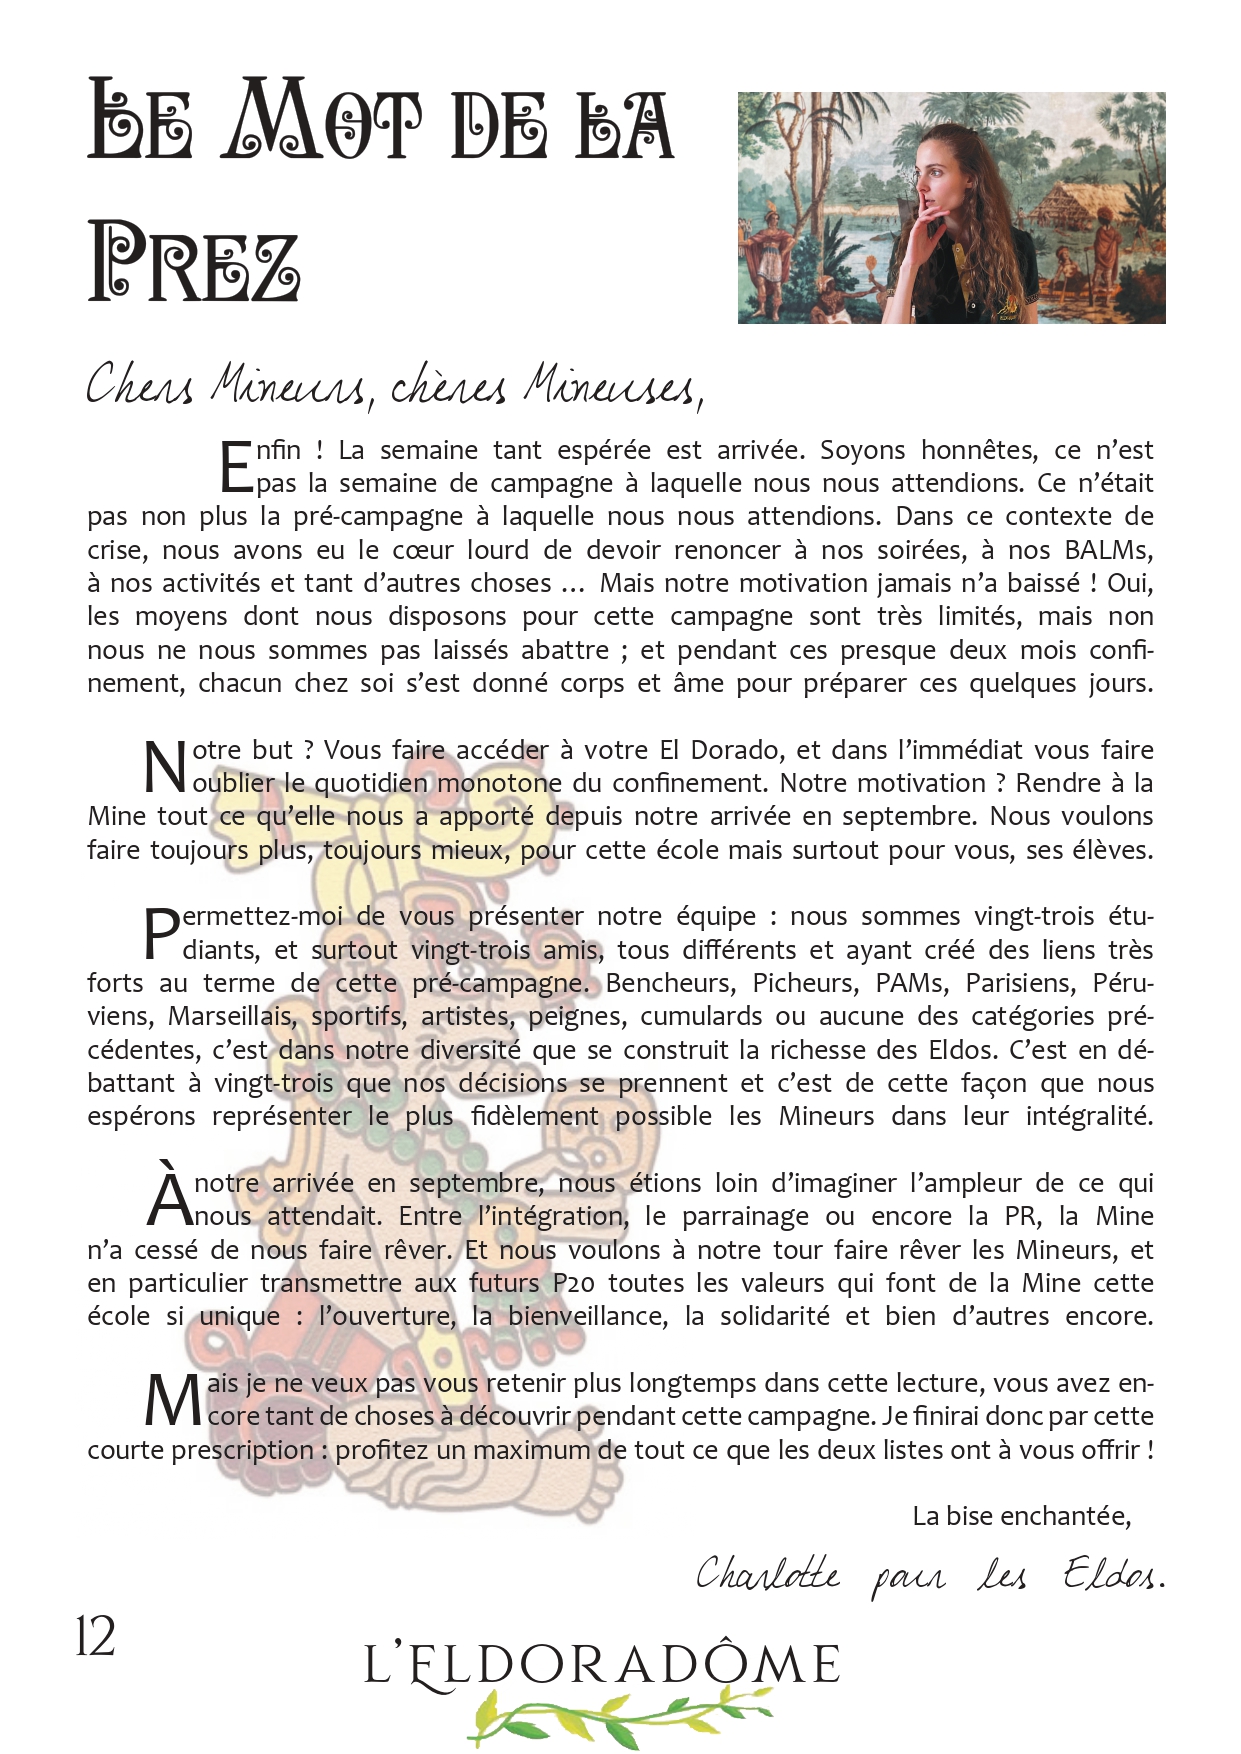 Le Mot de la
Prez
Chers Mineurs, chères Mineuses,
Enfin ! La semaine tant espérée est arrivée. Soyons honnêtes, ce n’est
pas la semaine de campagne à laquelle nous nous attendions. Ce n’était
pas non plus la pré-campagne à laquelle nous nous attendions. Dans ce contexte de
crise, nous avons eu le cœur lourd de devoir renoncer à nos soirées, à nos BALMs,
à nos activités et tant d’autres choses … Mais notre motivation jamais n’a baissé ! Oui,
les moyens dont nous disposons pour cette campagne sont très limités, mais non
nous ne nous sommes pas laissés abattre ; et pendant ces presque deux mois confi-
nement, chacun chez soi s’est donné corps et âme pour préparer ces quelques jours.
Notre but ? Vous faire accéder à votre El Dorado, et dans l’immédiat vous faire
oublier le quotidien monotone du confinement. Notre motivation ? Rendre à la
Mine tout ce qu’elle nous a apporté depuis notre arrivée en septembre. Nous voulons
faire toujours plus, toujours mieux, pour cette école mais surtout pour vous, ses élèves.
Permettez-moi de vous présenter notre équipe : nous sommes vingt-trois étu-
diants, et surtout vingt-trois amis, tous différents et ayant créé des liens très
forts au terme de cette pré-campagne. Bencheurs, Picheurs, PAMs, Parisiens, Péru-
viens, Marseillais, sportifs, artistes, peignes, cumulards ou aucune des catégories pré-
cédentes, c’est dans notre diversité que se construit la richesse des Eldos. C’est en dé-
battant à vingt-trois que nos décisions se prennent et c’est de cette façon que nous
espérons représenter le plus fidèlement possible les Mineurs dans leur intégralité.
À notre arrivée en septembre, nous étions loin d’imaginer l’ampleur de ce qui
nous attendait. Entre l’intégration, le parrainage ou encore la PR, la Mine
n’a cessé de nous faire rêver. Et nous voulons à notre tour faire rêver les Mineurs, et
en particulier transmettre aux futurs P20 toutes les valeurs qui font de la Mine cette
école si unique : l’ouverture, la bienveillance, la solidarité et bien d’autres encore.
Mais je ne veux pas vous retenir plus longtemps dans cette lecture, vous avez en-
core tant de choses à découvrir pendant cette campagne. Je finirai donc par cette
courte prescription : profitez un maximum de tout ce que les deux listes ont à vous offrir !
La bise enchantée,
Charlotte pour les Eldos.
12
L’Eldoradôme